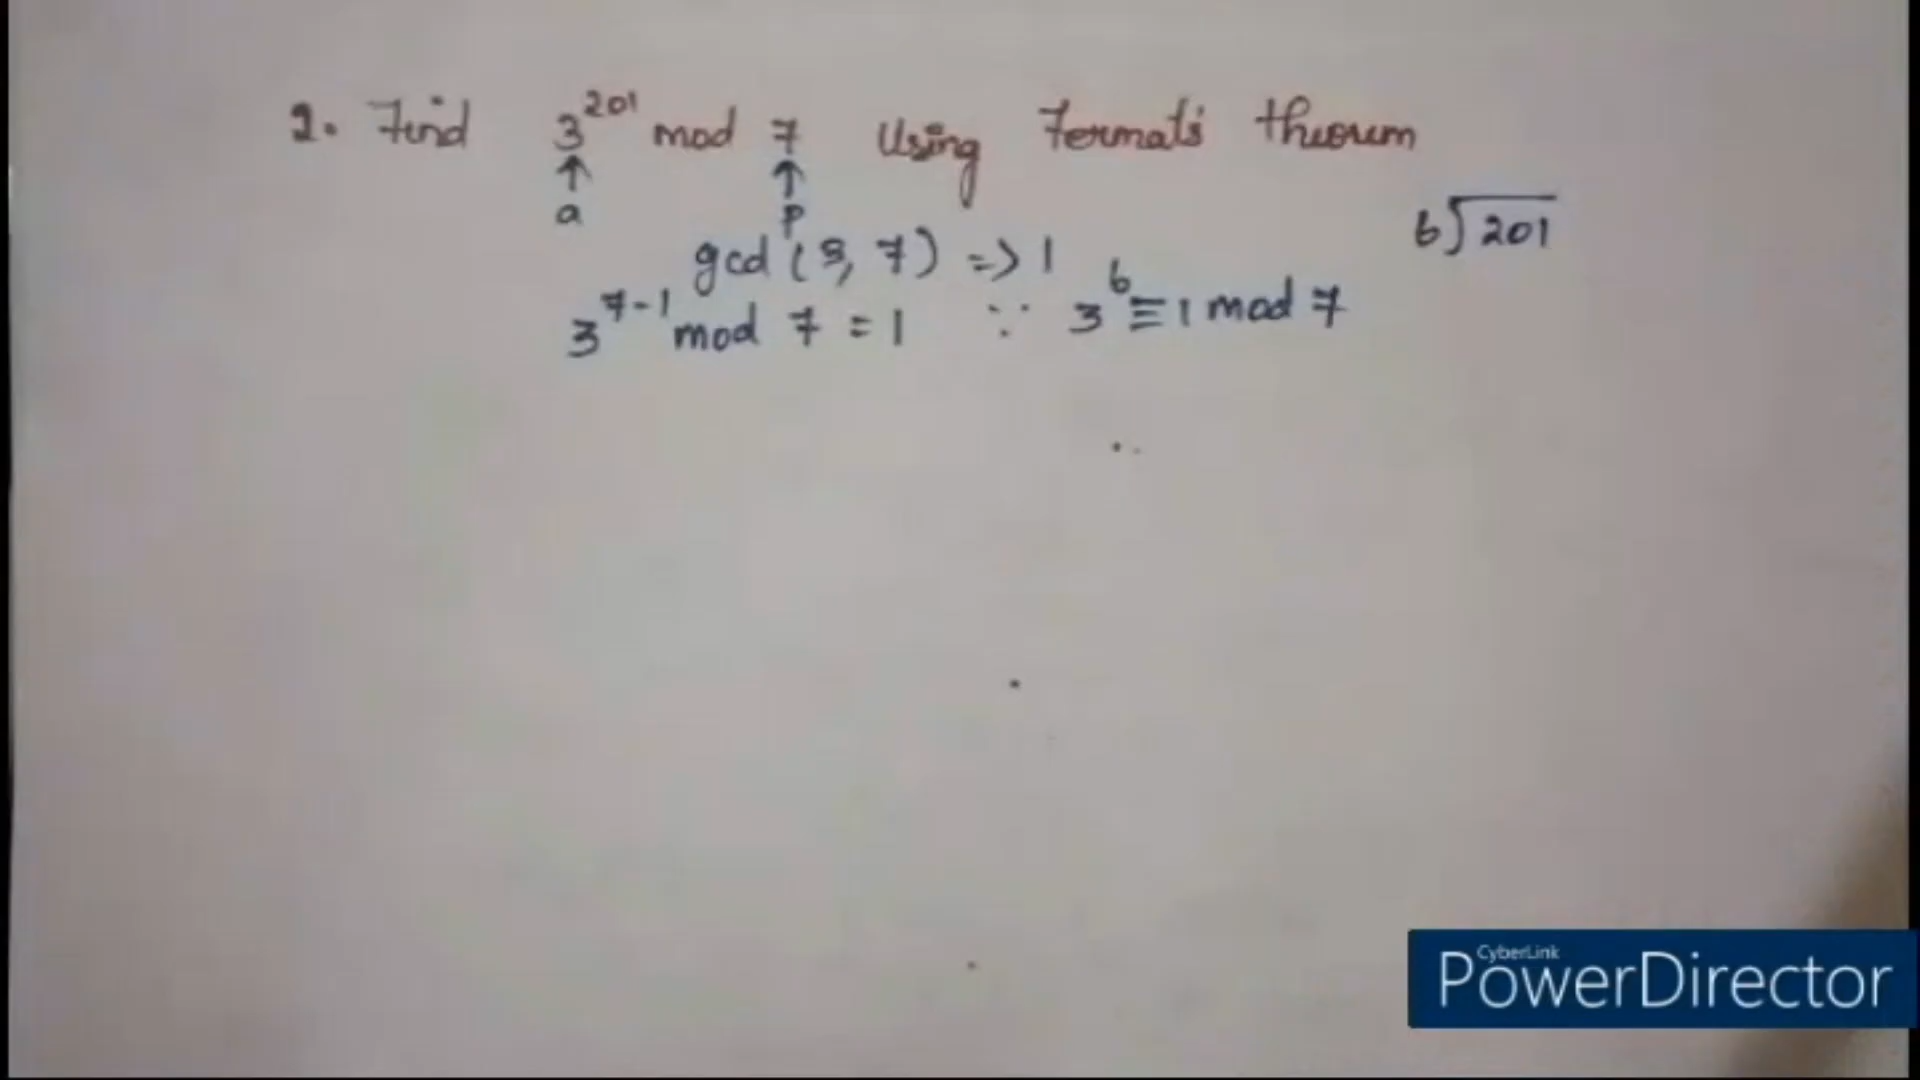 2. Find 3^201 mod 7 Using Fermat's theorem
↑ ↑
a p
6)201
gcd (3, 7) => 1
3^7-1 mod 7 = 1 ∵ 3^6 ≡ 1 mod 7
CyberLink
PowerDirector